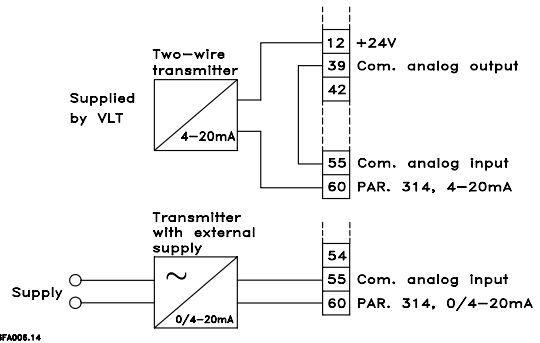 12 +24V
Two-wire
transmitter
39 Com. analog output
42
Supplied
by VLT
4-20mA
55 Com. analog input
60 PAR. 314, 4-20mA
Transmitter
with external
supply
54
~
55 Com. analog input
Supply
60 PAR. 314, 0/4-20mA
0/4-20mA
SFA006.14